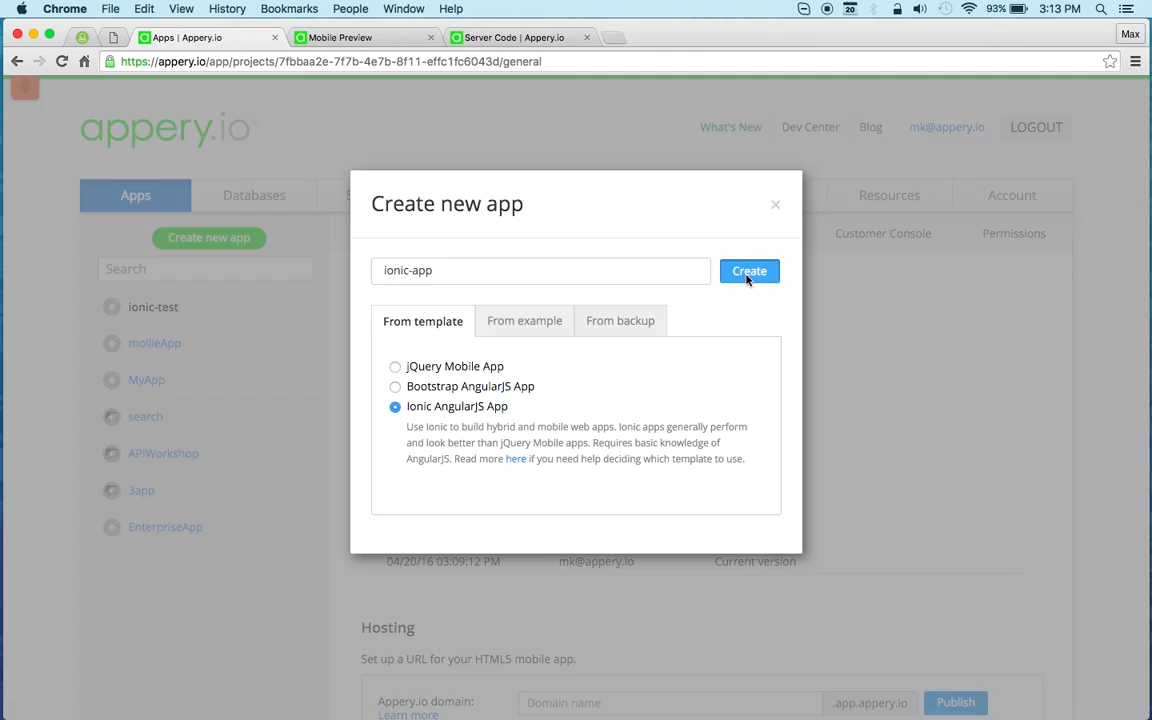 Chrome File Edit View History Bookmarks People Window Help
20 93% 3:13 PM
Apps | Appery.io
Mobile Preview
Server Code | Appery.io
Max
https://appery.io/app/projects/7fbbaa2e-7f7b-4e7b-8f11-effc1fc6043d/general
appery.io
What's New Dev Center Blog mk@appery.io LOGOUT
Apps Databases S Resources Account
Create new app
Customer Console Permissions
Search
ionic-test
mollieApp
MyApp
search
APIWorkshop
3app
EnterpriseApp
Create new app
×
ionic-app
Create
From template From example From backup
jQuery Mobile App
Bootstrap AngularJS App
Ionic AngularJS App
Use Ionic to build hybrid and mobile web apps. Ionic apps generally perform
and look better than jQuery Mobile apps. Requires basic knowledge of
AngularJS. Read more here if you need help deciding which template to use.
04/20/16 03:09:12 PM mk@appery.io Current version
Hosting
Set up a URL for your HTML5 mobile app.
Appery.io domain: Domain name .app.appery.io Publish
Learn more